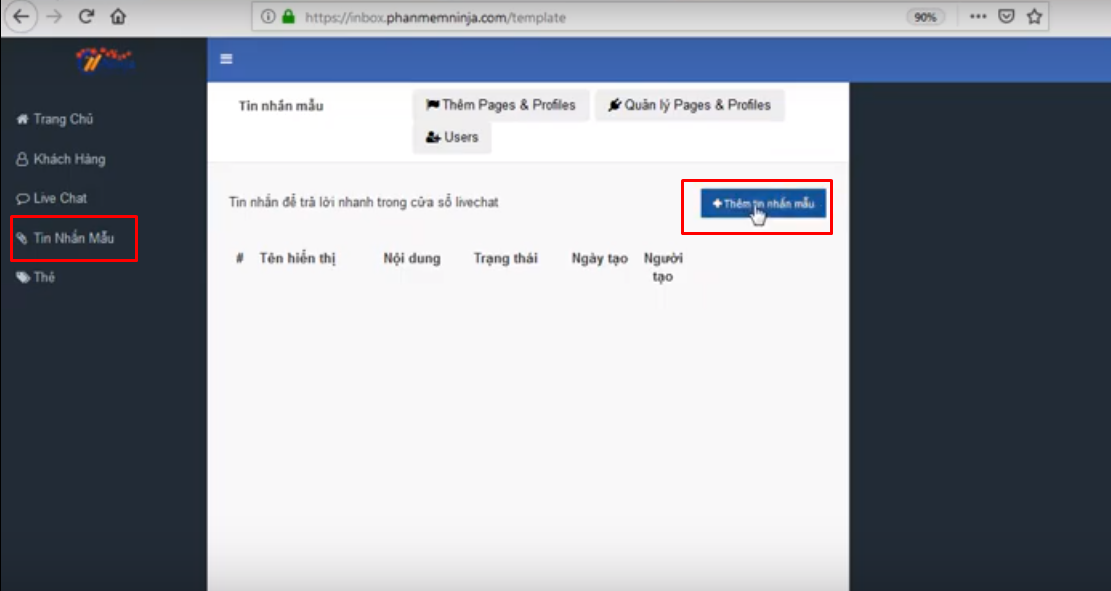 https://inbox.phanmemninja.com/template
90%
Trang Chủ
Khách Hàng
Live Chat
Tin Nhắn Mẫu
Thẻ
Tin nhắn mẫu
Thêm Pages & Profiles
Quản lý Pages & Profiles
Users
Tin nhắn để trả lời nhanh trong cửa sổ livechat
+Thêm tin nhắn mẫu
# Tên hiển thị Nội dung Trạng thái Ngày tạo Người
tạo